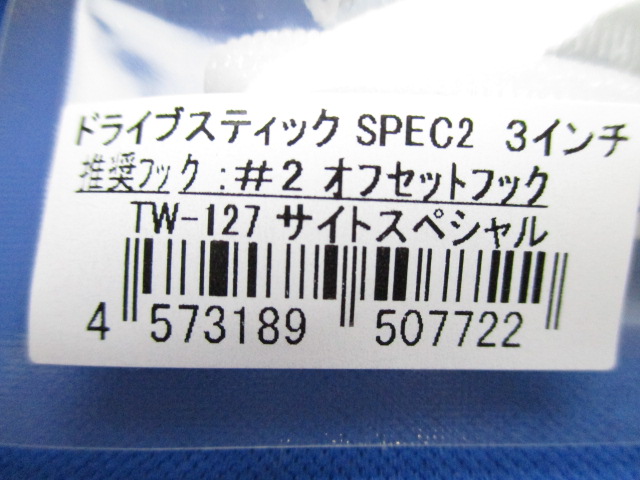 ドライブスティック SPEC2 3インチ
推奨フック:#2 オフセットフック
TW-127 サイトスペシャル
4 573189 507722